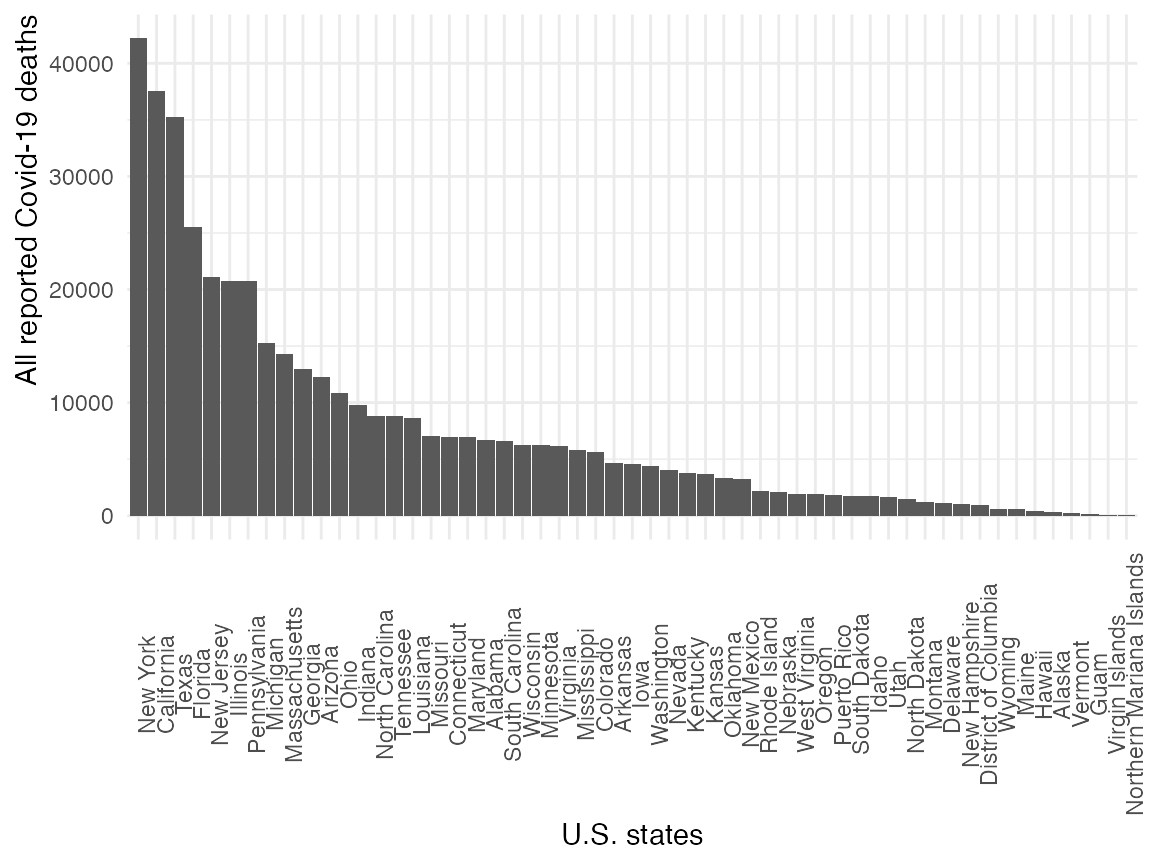 All reported Covid-19 deaths
40000
30000
20000
10000
0
New York
California
Texas
Florida
New Jersey
Illinois
Pennsylvania
Michigan
Massachusetts
Georgia
Arizona
Ohio
Indiana
North Carolina
Tennessee
Louisiana
Missouri
Connecticut
Maryland
Alabama
South Carolina
Wisconsin
Minnesota
Virginia
Mississippi
Colorado
Arkansas
Iowa
Washington
Nevada
Kentucky
Kansas
Oklahoma
New Mexico
Rhode Island
Nebraska
West Virginia
Oregon
Puerto Rico
South Dakota
Idaho
Utah
North Dakota
Montana
Delaware
New Hampshire
District of Columbia
Wyoming
Maine
Hawaii
Alaska
Vermont
Guam
Virgin Islands
Northern Mariana Islands
U.S. states